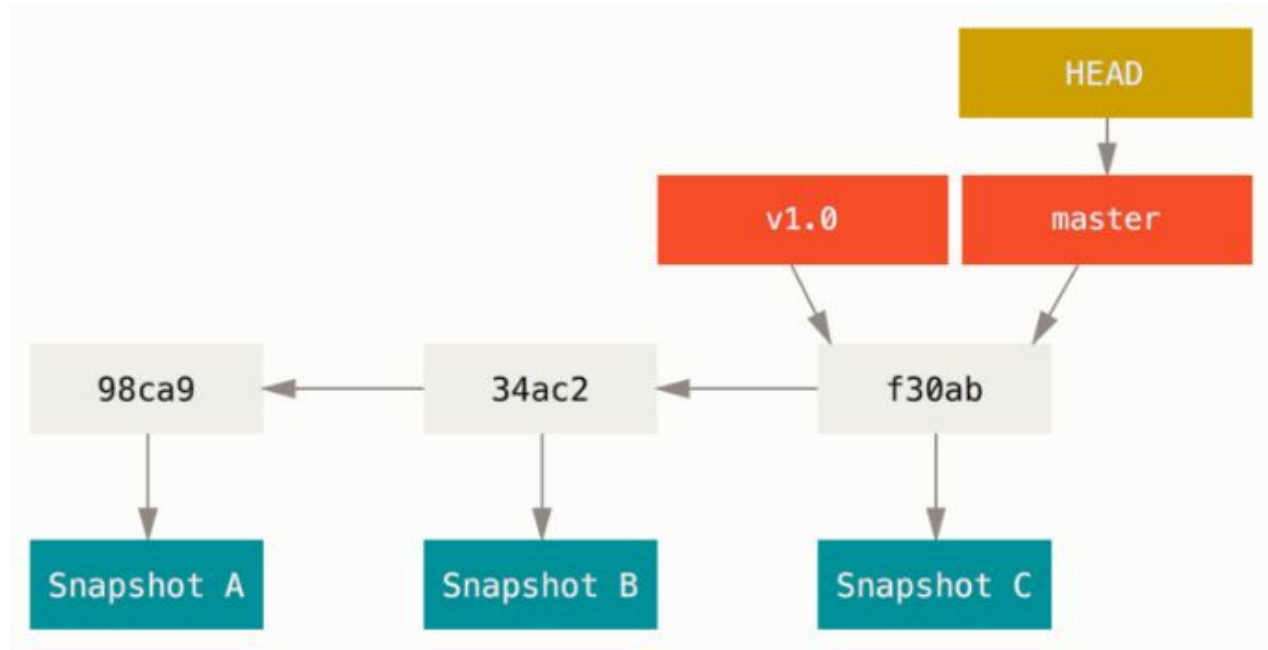 HEAD
v1.0
master
98ca9
34ac2
f30ab
Snapshot A
Snapshot B
Snapshot C